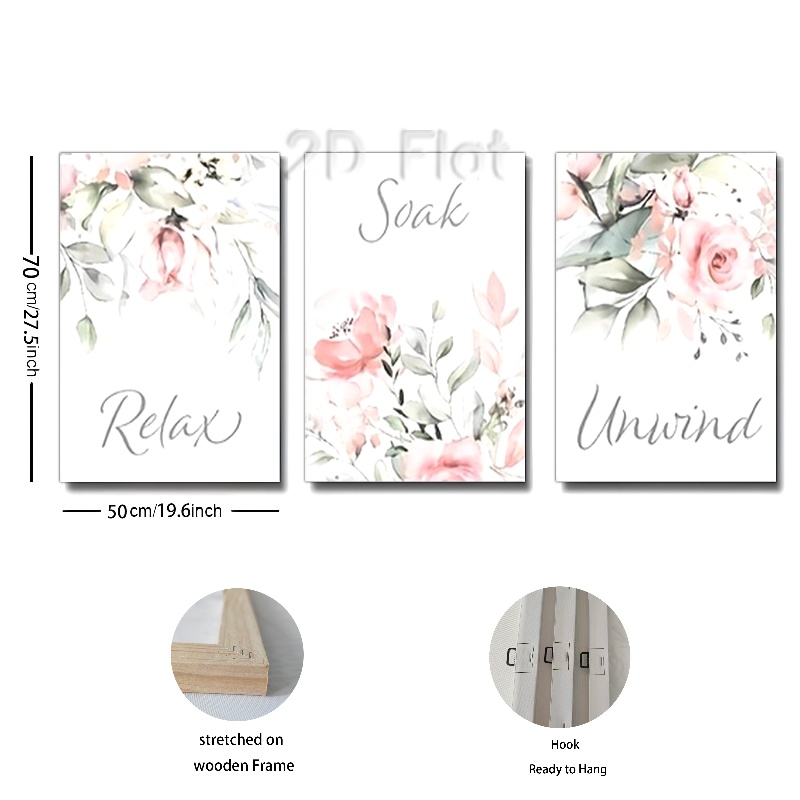 2D Flat
Soak
70 cm/27.5inch
Relax
Unwind
50cm/19.6inch
stretched on
wooden Frame
Hook
Ready to Hang